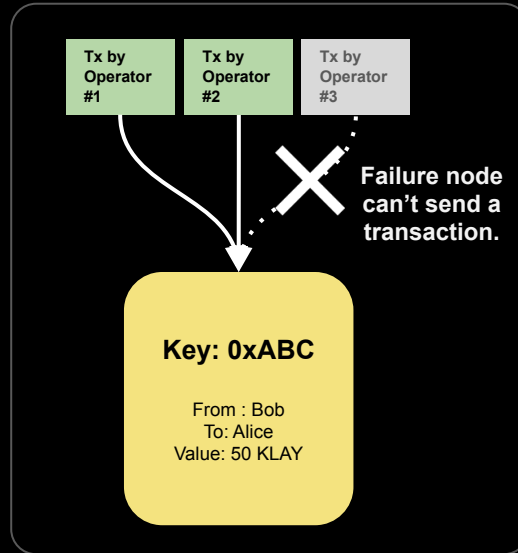 Tx by
Operator
#1
Tx by
Operator
#2
Tx by
Operator
#3
Failure node
can't send a
transaction.
Key: 0xABC
From : Bob
To: Alice
Value: 50 KLAY